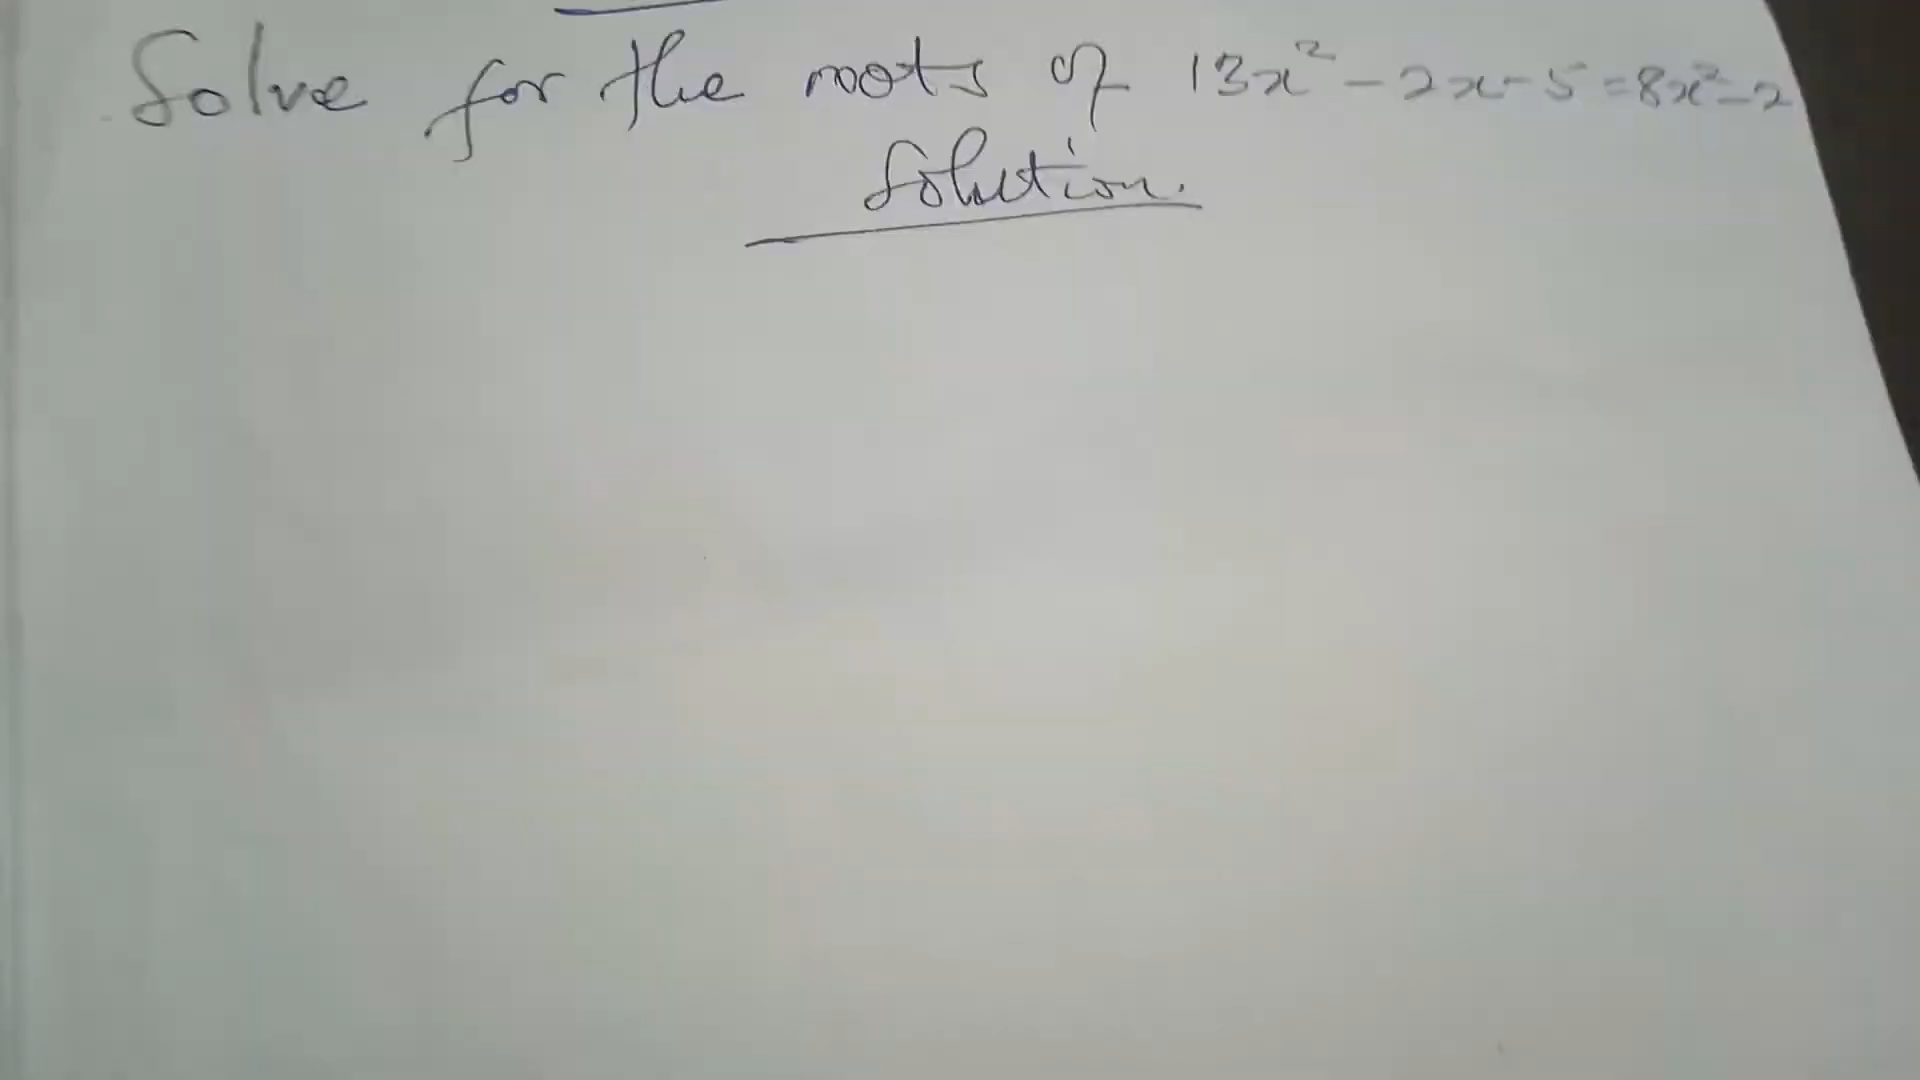 Solve for the roots of 13x² - 2x - 5 = 8x² - 2
Solution.